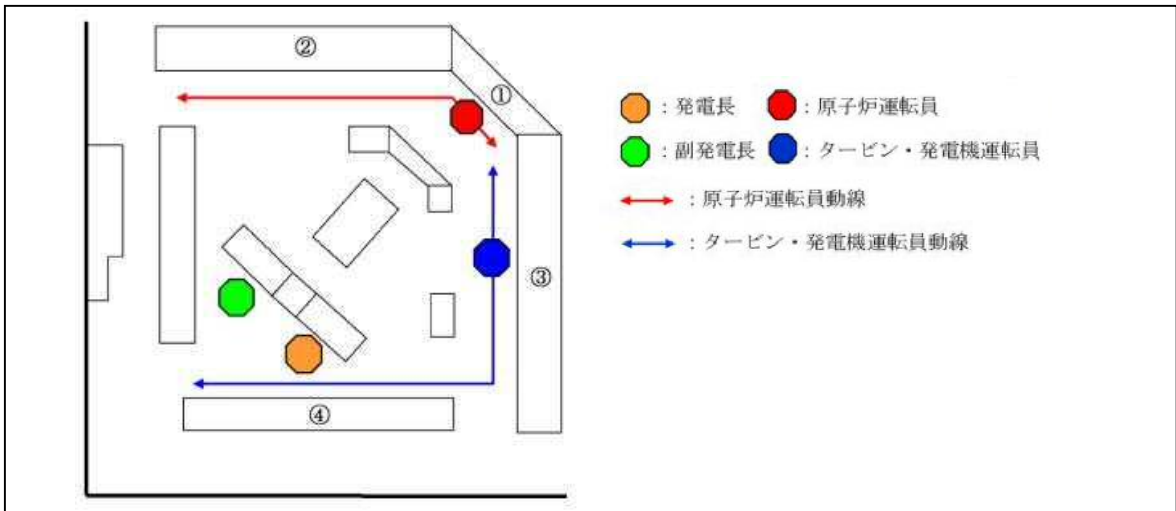 ②
①
③
④
：発電長 ：原子炉運転員
：副発電長 ：タービン・発電機運転員
：原子炉運転員動線
：タービン・発電機運転員動線